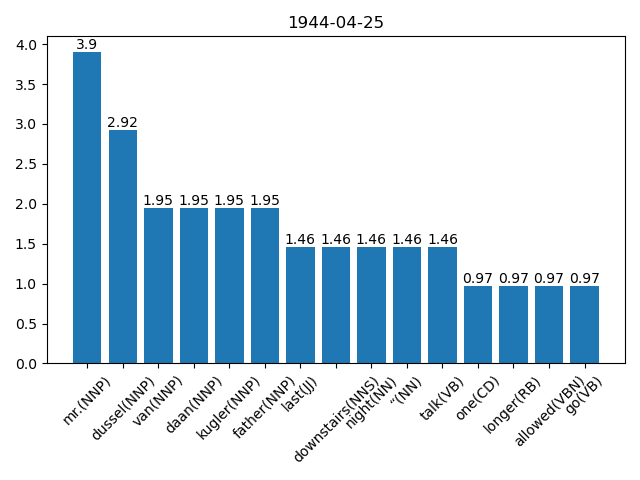 1944-04-25
4.0
3.5
3.0
2.5
2.0
1.5
1.0
0.5
0.0
3.9
2.92
1.95
1.95
1.95
1.95
1.46
1.46
1.46
1.46
1.46
0.97
0.97
0.97
0.97
mr.(NNP)
dussel(NNP)
van(NNP)
daan(NNP)
kugler(NNP)
father(NNP)
last(JJ)
downstairs(NNS)
night(NN)
“(NN)
talk(VB)
one(CD)
longer(RB)
allowed(VBN)
go(VB)